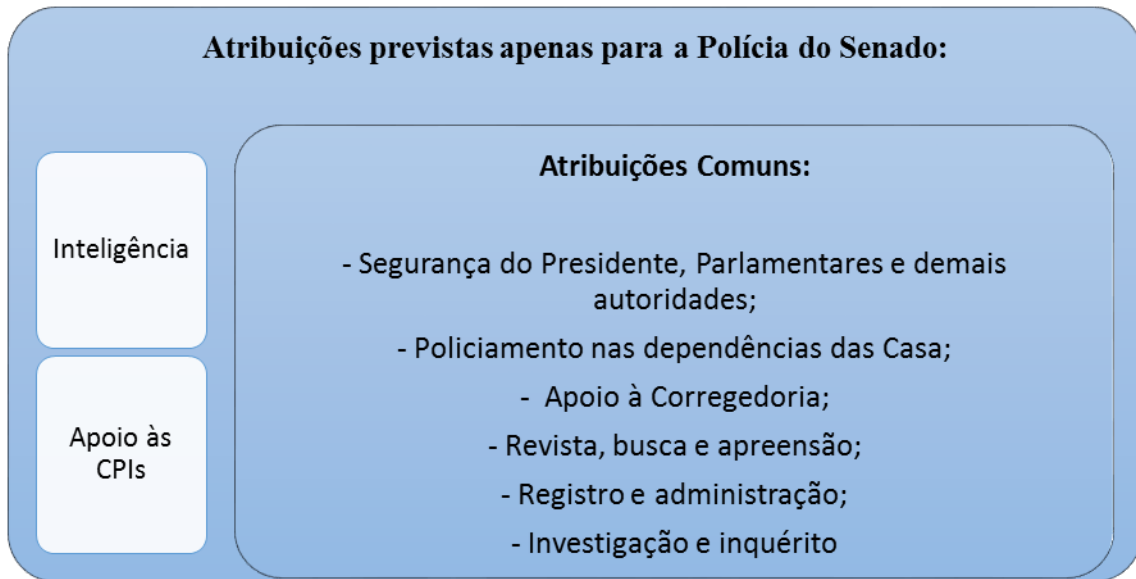 Atribuições previstas apenas para a Polícia do Senado:
Inteligência
Apoio às
CPIs
Atribuições Comuns:
- Segurança do Presidente, Parlamentares e demais
autoridades;
- Policiamento nas dependências das Casa;
- Apoio à Corregedoria;
- Revista, busca e apreensão;
- Registro e administração;
- Investigação e inquérito